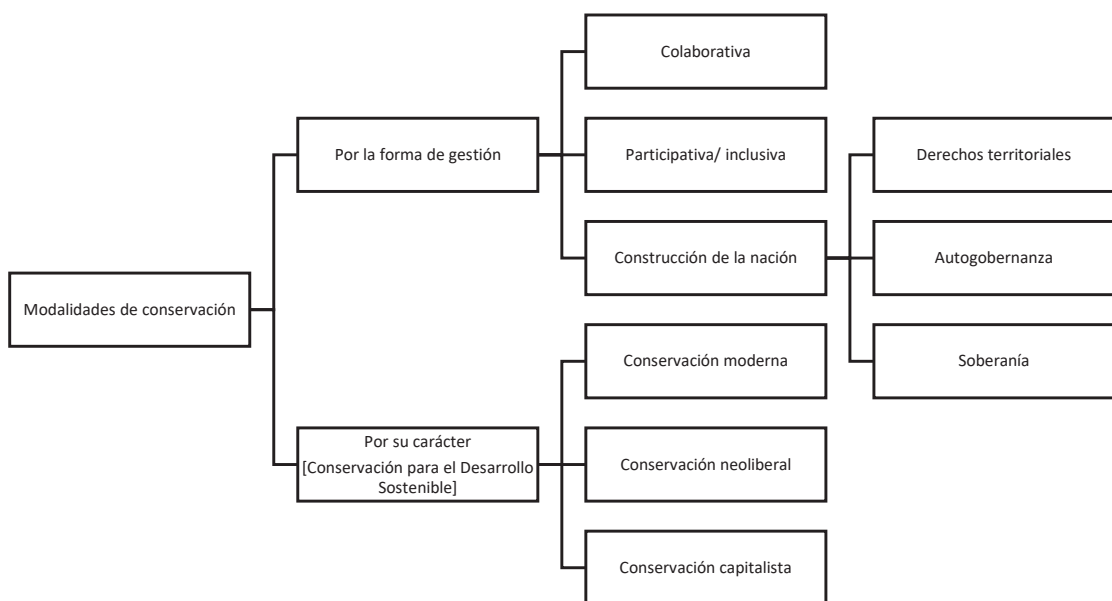 Modalidades de conservación
Por la forma de gestión
Colaborativa
Participativa/ inclusiva
Construcción de la nación
Derechos territoriales
Autogobernanza
Soberanía
Por su carácter
[Conservación para el Desarrollo
Sostenible]
Conservación moderna
Conservación neoliberal
Conservación capitalista